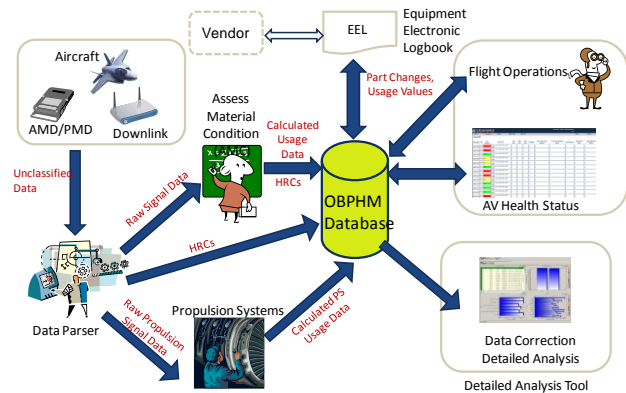 Vendor
EEL
Equipment
Electronic
Logbook
Aircraft
AMD/PMD
Downlink
Assess
Material
Condition
(AMC)
Part Changes,
Usage Values
Flight Operations
AV Health Status
Unclassified
Data
Raw Signal Data
Calculated
Usage
Data
HRCs
OBPHM
Database
HRCs
Data Parser
Raw Propulsion
Signal Data
Propulsion Systems
Calculated PS
Usage Data
Data Correction
Detailed Analysis
Detailed Analysis Tool